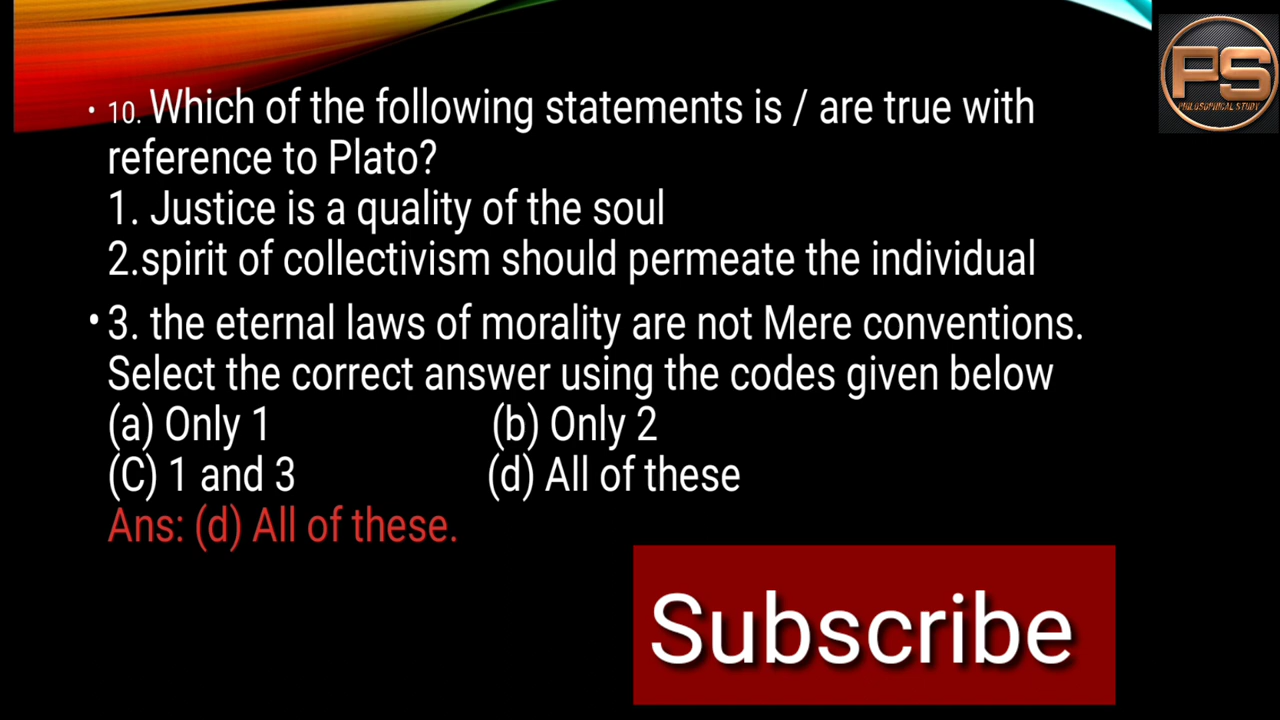 PS
PHILOSOPHICAL STUDY
• 10. Which of the following statements is / are true with
reference to Plato?
1. Justice is a quality of the soul
2.spirit of collectivism should permeate the individual
• 3. the eternal laws of morality are not Mere conventions.
Select the correct answer using the codes given below
(a) Only 1 (b) Only 2
(C) 1 and 3 (d) All of these
Ans: (d) All of these.
Subscribe